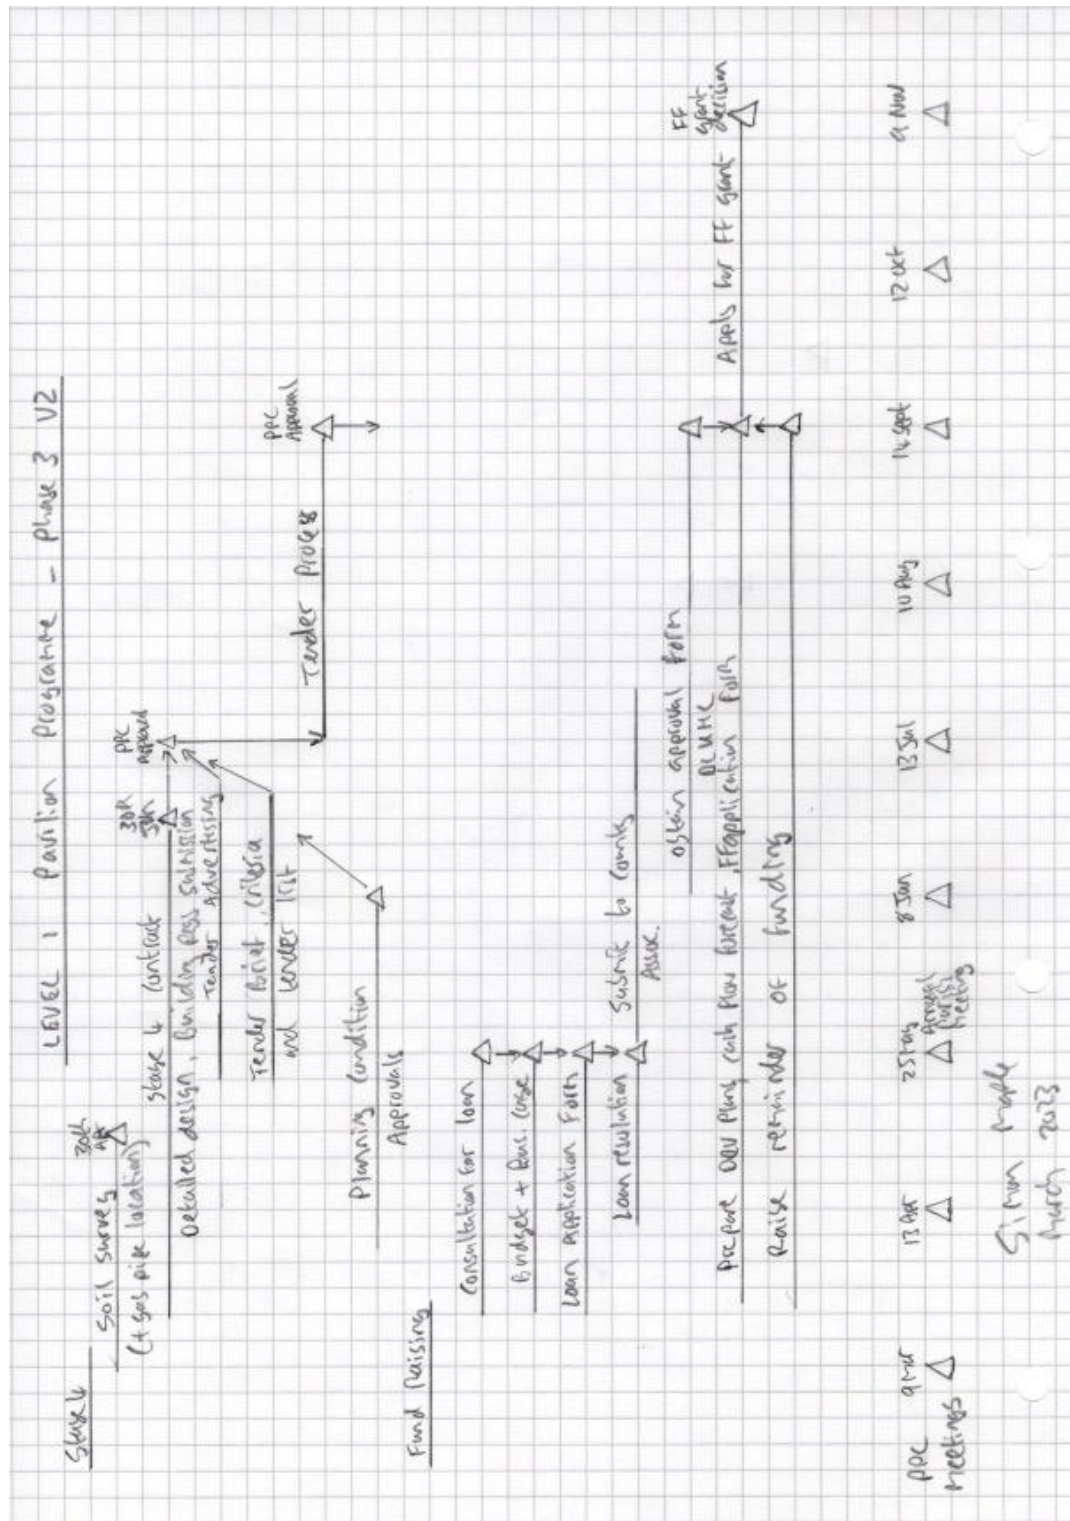 LEVEL 1 Pavilion Programme - Phase 3 V2
Stage 4
Soil survey
(+ gas pipe location)
30th
Apr
Stage 4 contract
30th
Jun
PPC
Approval
Detailed design, Building Regs submission
Tender Advertising
Tender Brief, criteria
and tender list
Tender Process
PPC
Approval
Planning Condition
Approvals
Fund Raising
Consultation for loan
Budget + Bus. case
Loan application Form
Loan resolution
Submit to County
Assoc.
obtain approval form
DLUHC
Prepare DEV Plan, cash flow forecast, FF application form
Apply for FF grant
FF
grant
decision
Raise remainder of funding
PPC
Meetings
9 Mar
13 Apr
25 May
Annual
Parish
Meeting
8 Jun
13 Jul
10 Aug
14 Sept
12 Oct
9 Nov
Simon
March 2023